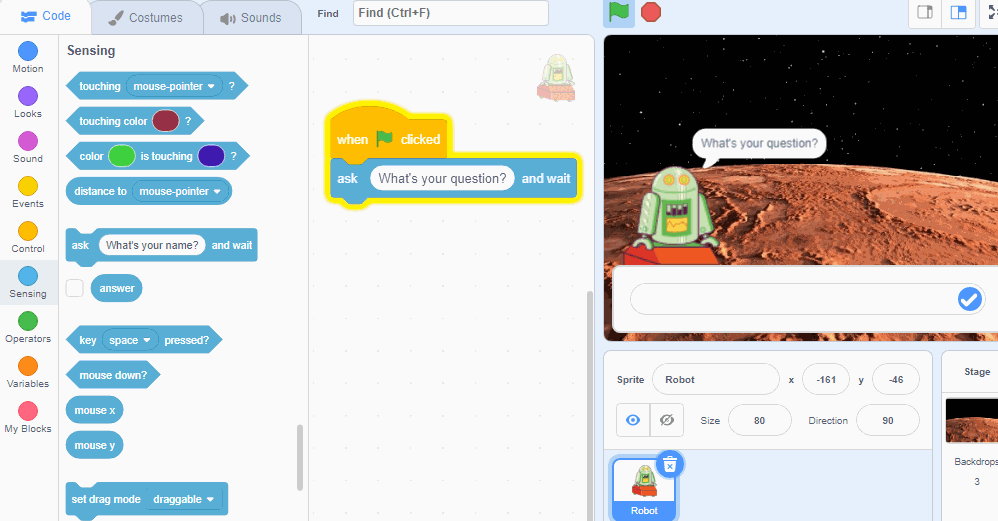 Code
Costumes
Sounds
Find
Find (Ctrl+F)
Motion
Looks
Sound
Events
Control
Sensing
Operators
Variables
My Blocks
Sensing
touching mouse-pointer ?
touching color ?
color is touching ?
distance to mouse-pointer
ask What's your name? and wait
answer
key space pressed?
mouse down?
mouse x
mouse y
set drag mode draggable
when clicked
ask What's your question? and wait
What's your question?
Sprite Robot x -161 y -46
Size 80 Direction 90
Robot
Stage
Backdrops
3